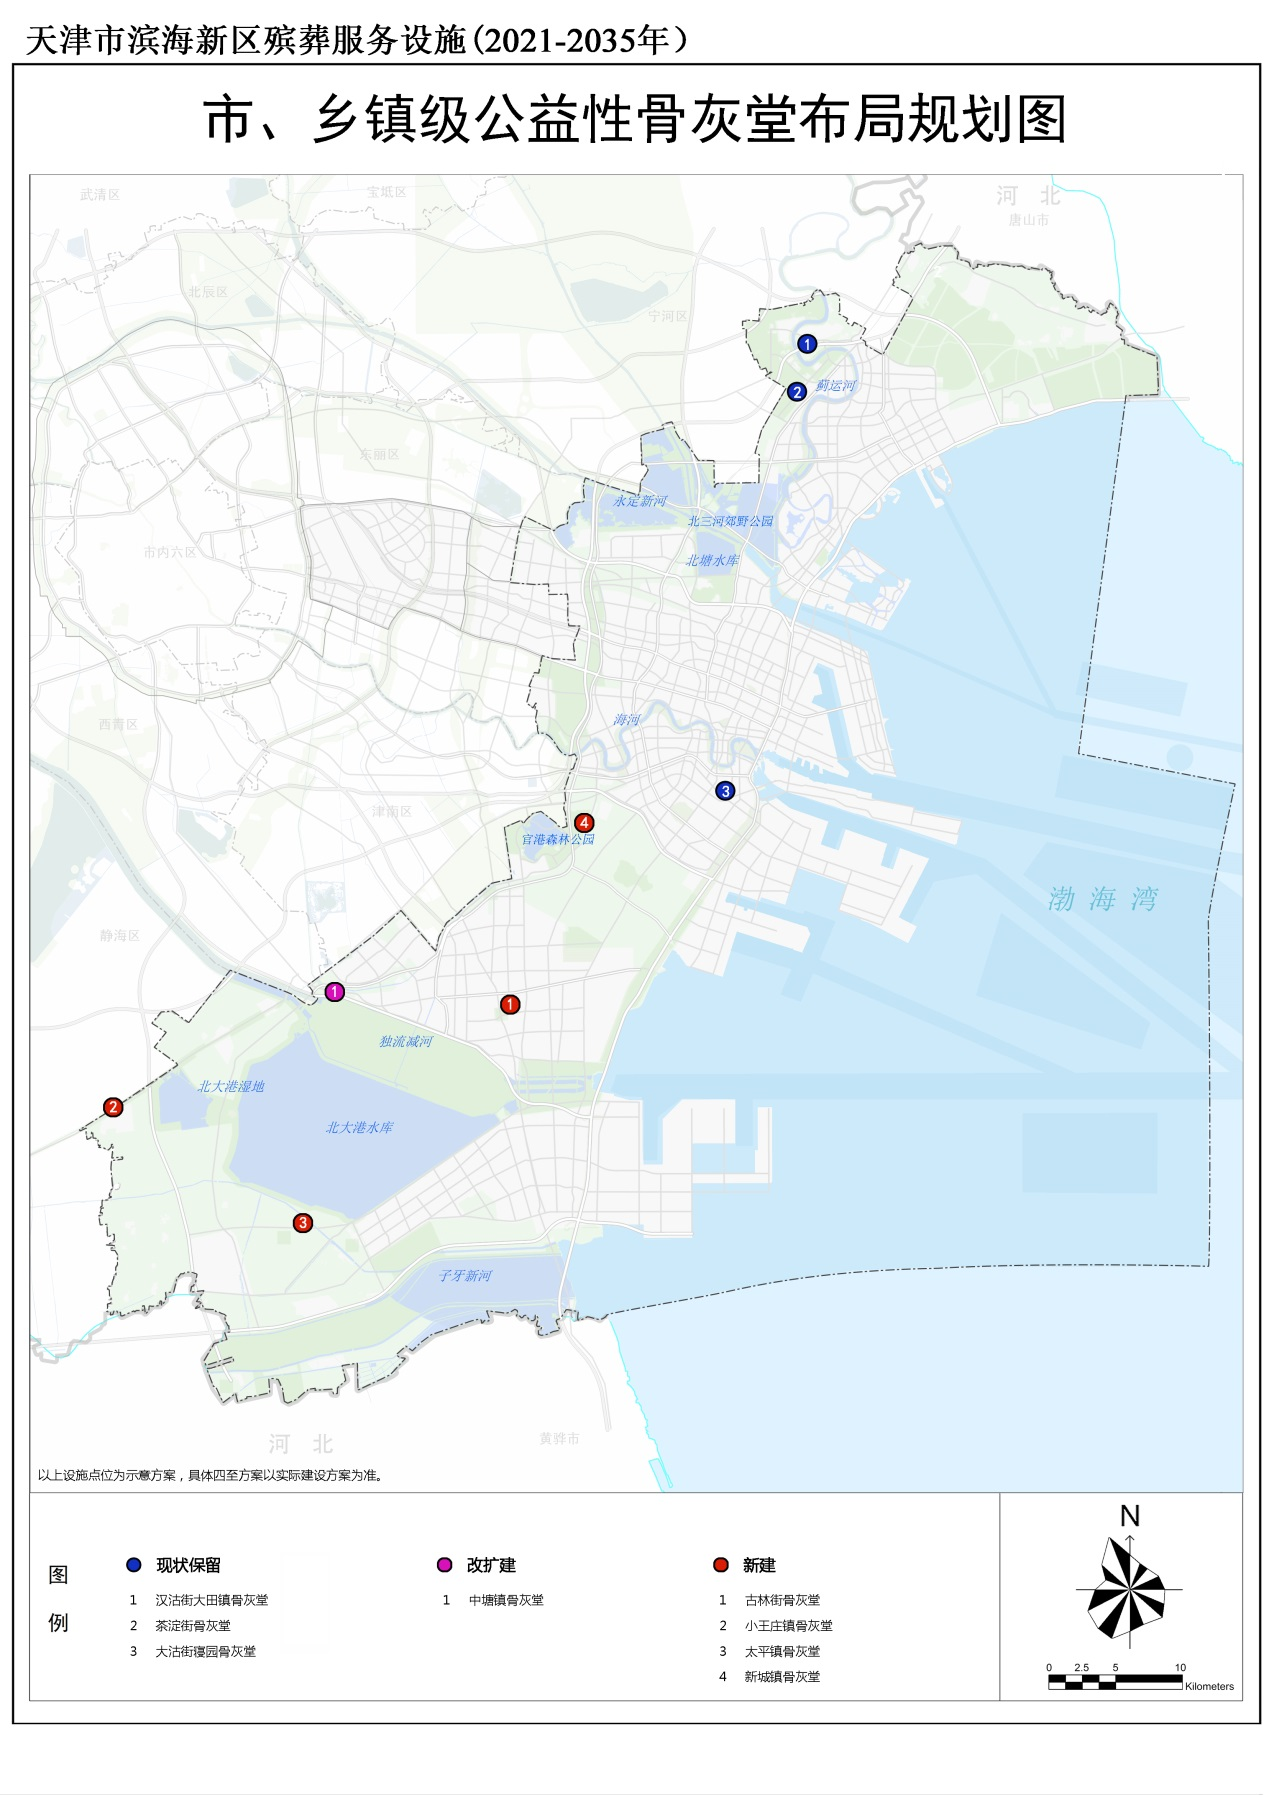 天津市滨海新区殡葬服务设施(2021-2035年）
市、乡镇级公益性骨灰堂布局规划图
武清区
宝坻区
河 北
唐山市
北辰区
宁河区
1
2
蓟运河
东丽区
永定新河
北三河郊野公园
市内六区
北塘水库
海河
西青区
3
津南区
4
官港森林公园
渤海湾
静海区
1
1
独流减河
北大港湿地
2
北大港水库
3
子牙新河
河 北
黄骅市
以上设施点位为示意方案，具体四至方案以实际建设方案为准。
图例
现状保留
1 汉沽街大田镇骨灰堂
2 茶淀街骨灰堂
3 大沽街寝园骨灰堂
改扩建
1 中塘镇骨灰堂
新建
1 古林街骨灰堂
2 小王庄镇骨灰堂
3 太平镇骨灰堂
4 新城镇骨灰堂
N
0 2.5 5 10
Kilometers